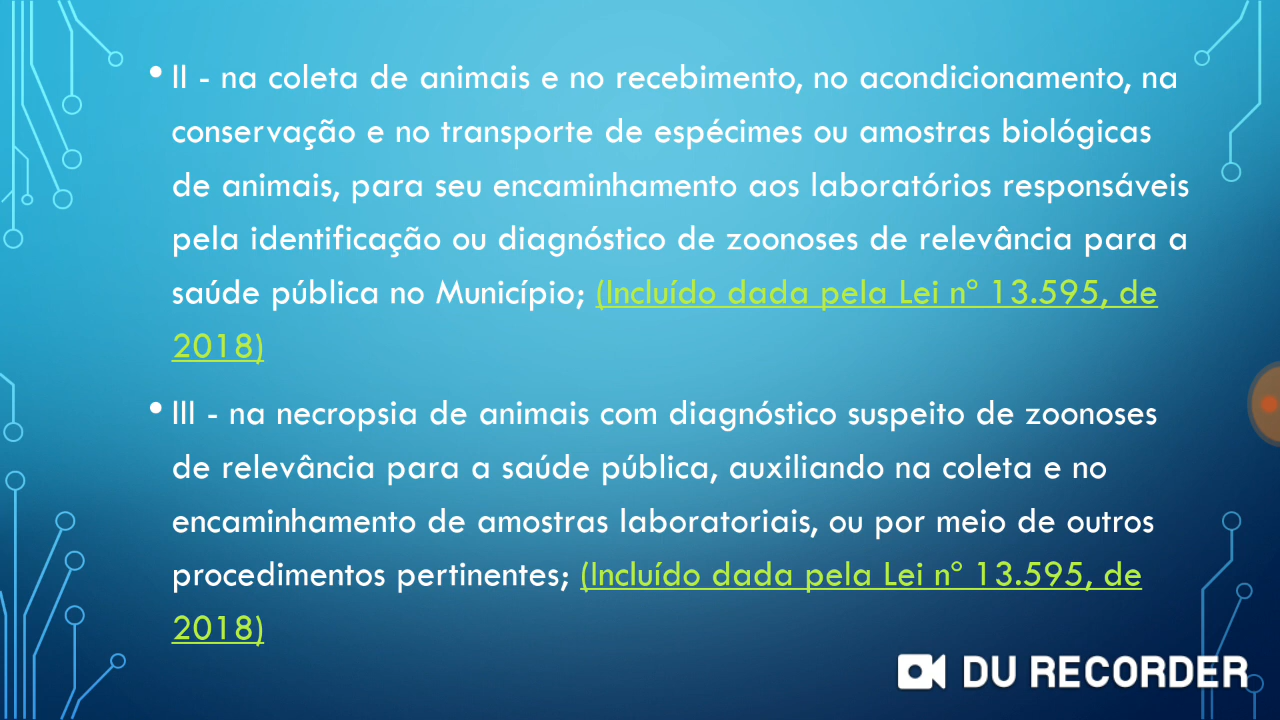 • II - na coleta de animais e no recebimento, no acondicionamento, na
conservação e no transporte de espécimes ou amostras biológicas
de animais, para seu encaminhamento aos laboratórios responsáveis
pela identificação ou diagnóstico de zoonoses de relevância para a
saúde pública no Município; (Incluído dada pela Lei nº 13.595, de
2018)
• III - na necropsia de animais com diagnóstico suspeito de zoonoses
de relevância para a saúde pública, auxiliando na coleta e no
encaminhamento de amostras laboratoriais, ou por meio de outros
procedimentos pertinentes; (Incluído dada pela Lei nº 13.595, de
2018)
DU RECORDER